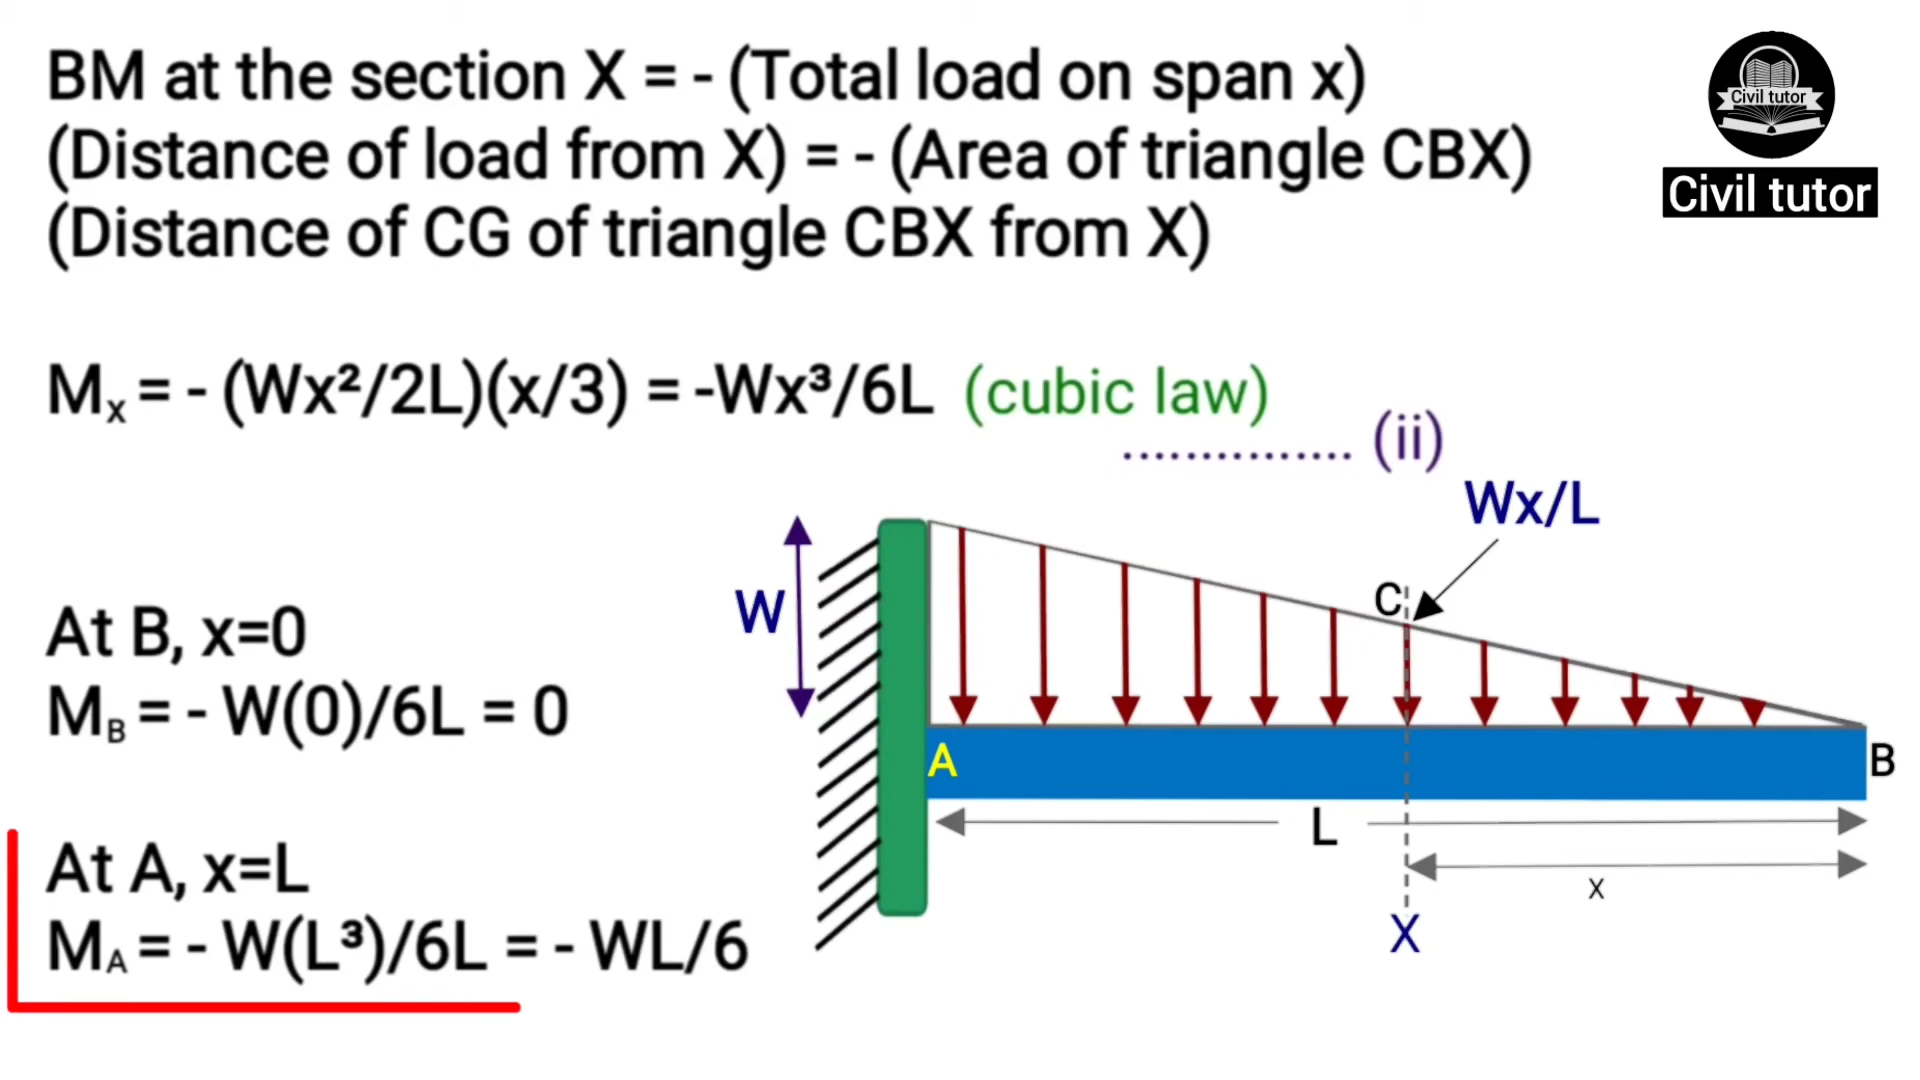 BM at the section X = - (Total load on span x)
(Distance of load from X) = - (Area of triangle CBX)
(Distance of CG of triangle CBX from X)
Civil tutor
Civil tutor
Mₓ = - (Wx²/2L)(x/3) = -Wx³/6L (cubic law)
............... (ii)
Wx/L
W
C
At B, x=0
M_B = - W(0)/6L = 0
A
B
L
x
X
At A, x=L
M_A = - W(L³)/6L = - WL/6